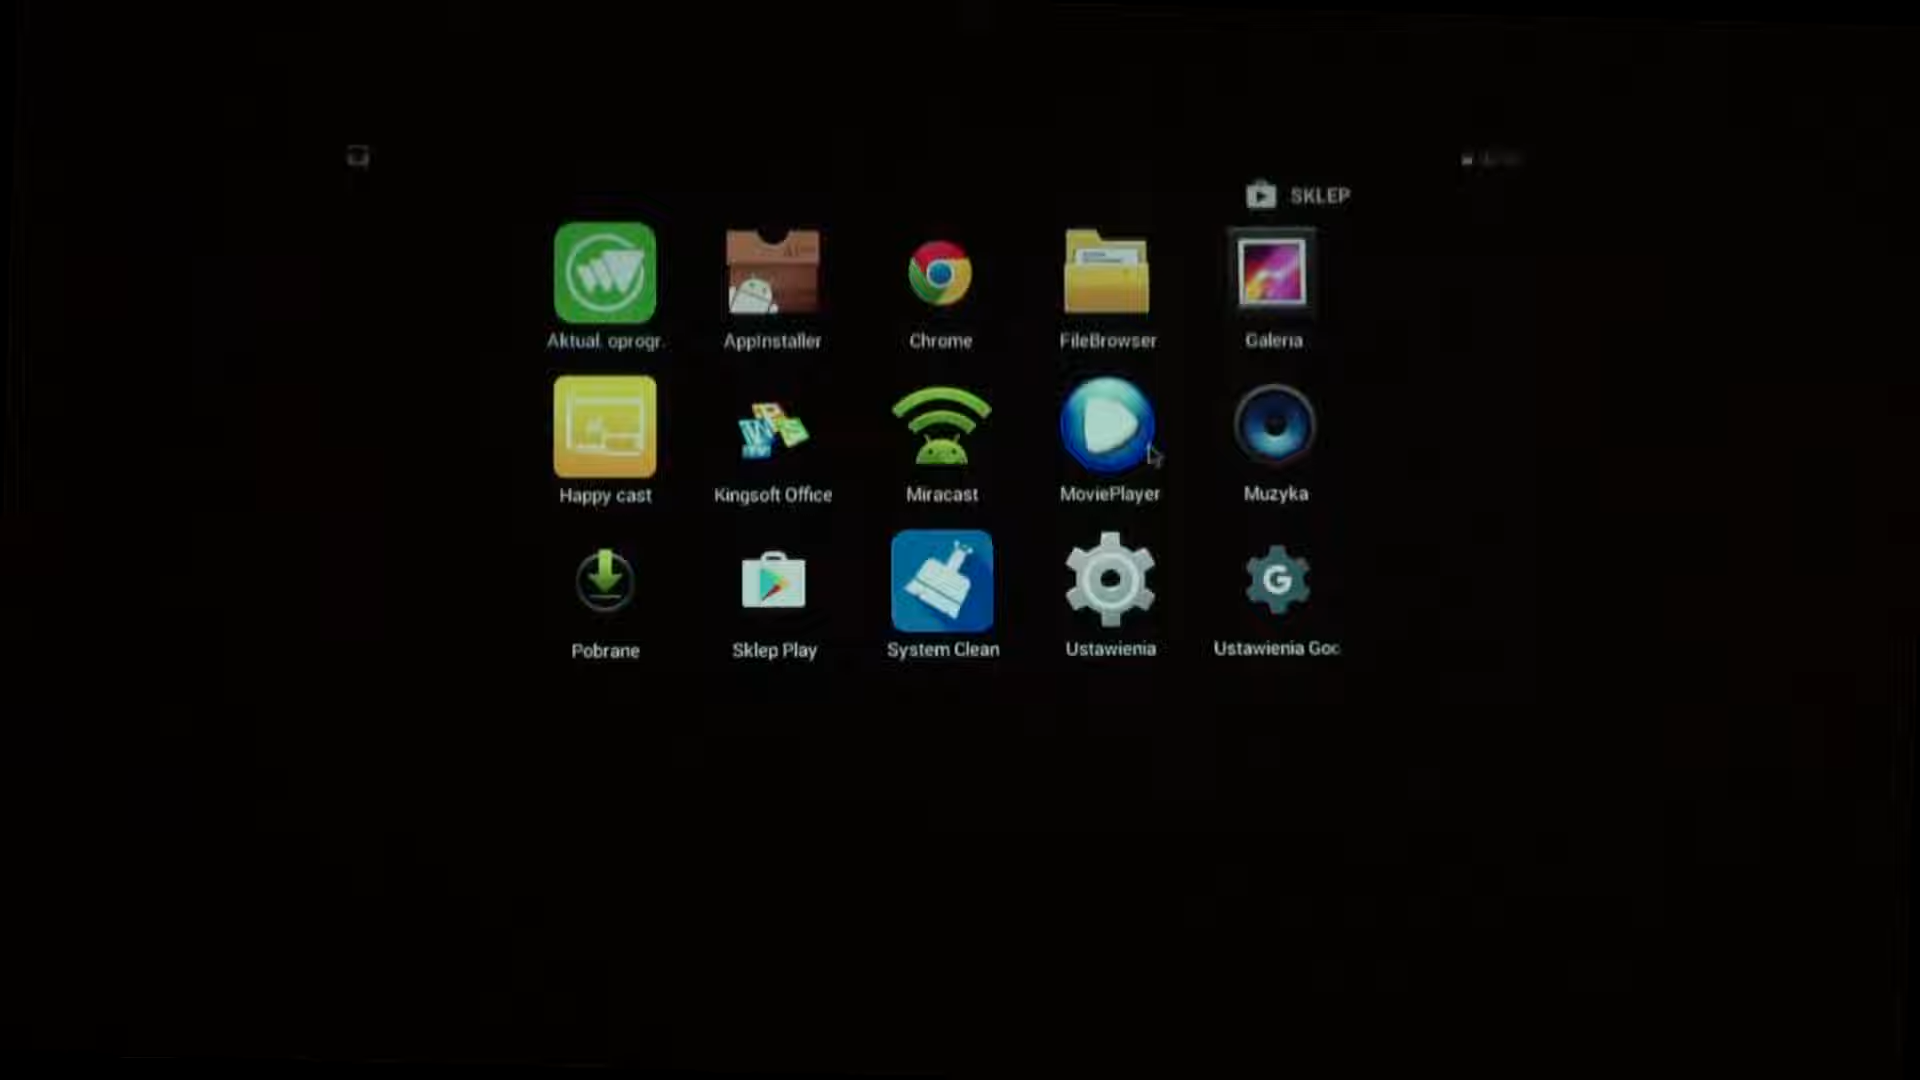 SKLEP
Aktual. oprogr.
AppInstaller
Chrome
FileBrowser
Galeria
Happy cast
Kingsoft Office
Miracast
MoviePlayer
Muzyka
Pobrane
Sklep Play
System Clean
Ustawienia
Ustawienia Goo